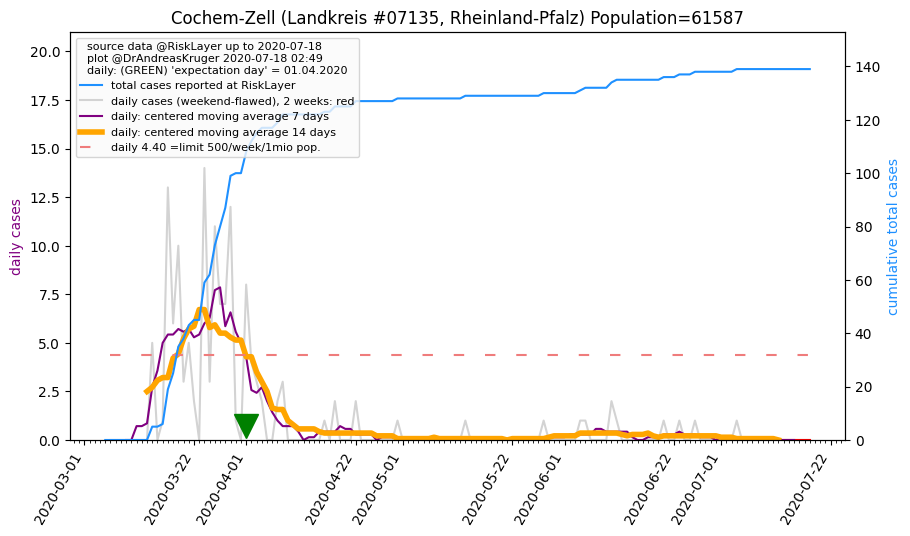 Cochem-Zell (Landkreis #07135, Rheinland-Pfalz) Population=61587
source data @RiskLayer up to 2020-07-18
plot @DrAndreasKruger 2020-07-18 02:49
daily: (GREEN) 'expectation day' = 01.04.2020
total cases reported at RiskLayer
daily cases (weekend-flawed), 2 weeks: red
daily: centered moving average 7 days
daily: centered moving average 14 days
daily 4.40 =limit 500/week/1mio pop.
daily cases
20.0
17.5
15.0
12.5
10.0
7.5
5.0
2.5
0.0
140
120
100
80
60
40
20
0
cumulative total cases
2020-03-01
2020-03-22
2020-04-01
2020-04-22
2020-05-01
2020-05-22
2020-06-01
2020-06-22
2020-07-01
2020-07-22